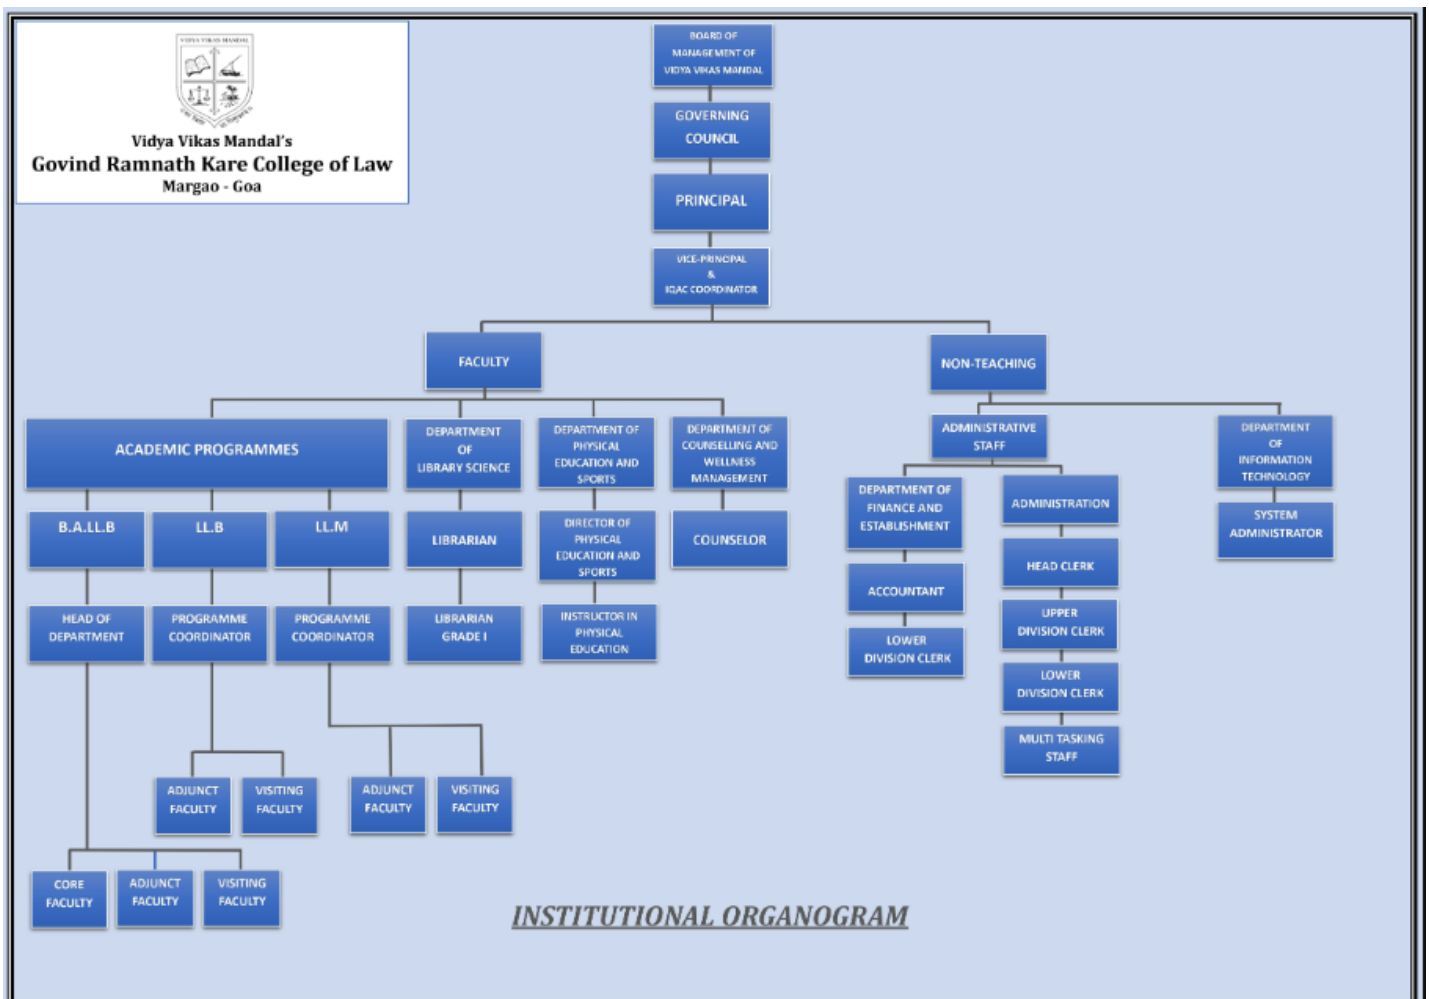 VIDYA VIKAS MANDAL
Vidya Vikas Mandal's
Govind Ramnath Kare College of Law
Margao - Goa
BOARD OF
MANAGEMENT OF
VIDYA VIKAS MANDAL
GOVERNING
COUNCIL
PRINCIPAL
VICE-PRINCIPAL
&
IQAC COORDINATOR
FACULTY
NON-TEACHING
ACADEMIC PROGRAMMES
DEPARTMENT
OF
LIBRARY SCIENCE
DEPARTMENT OF
PHYSICAL
EDUCATION AND
SPORTS
DEPARTMENT OF
COUNSELLING AND
WELLNESS
MANAGEMENT
ADMINISTRATIVE
STAFF
DEPARTMENT
OF
INFORMATION
TECHNOLOGY
B.A.LL.B
LL.B
LL.M
LIBRARIAN
DIRECTOR OF
PHYSICAL
EDUCATION AND
SPORTS
COUNSELOR
DEPARTMENT OF
FINANCE AND
ESTABLISHMENT
ADMINISTRATION
SYSTEM
ADMINISTRATOR
HEAD OF
DEPARTMENT
PROGRAMME
COORDINATOR
PROGRAMME
COORDINATOR
LIBRARIAN
GRADE I
INSTRUCTOR IN
PHYSICAL
EDUCATION
ACCOUNTANT
HEAD CLERK
LOWER
DIVISION CLERK
UPPER
DIVISION CLERK
LOWER
DIVISION CLERK
MULTI TASKING
STAFF
ADJUNCT
FACULTY
VISITING
FACULTY
ADJUNCT
FACULTY
VISITING
FACULTY
CORE
FACULTY
ADJUNCT
FACULTY
VISITING
FACULTY
INSTITUTIONAL ORGANOGRAM